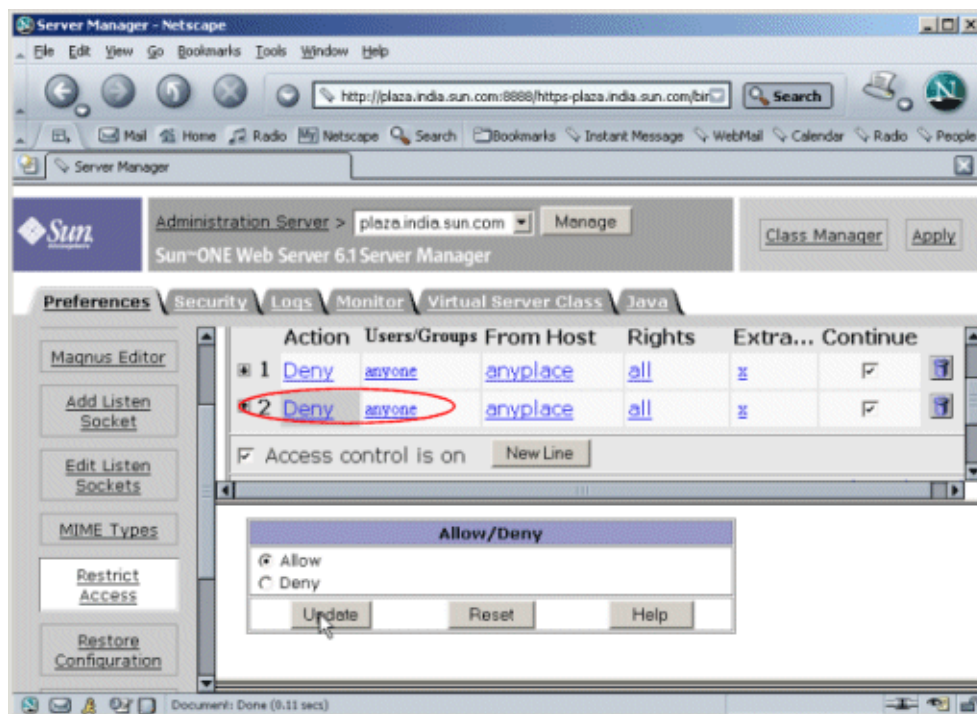 Server Manager - Netscape
File Edit View Go Bookmarks Tools Window Help
http://plaza.india.sun.com:8888/https-plaza.india.sun.com/bin Search
Mail Home Radio Netscape Search Bookmarks Instant Message WebMail Calendar Radio People
Server Manager
Sun
Administration Server > plaza.india.sun.com Manage
Class Manager Apply
Sun ONE Web Server 6.1 Server Manager
Preferences Security Logs Monitor Virtual Server Class Java
Magnus Editor
Add Listen
Socket
Edit Listen
Sockets
MIME Types
Restrict
Access
Restore
Configuration
Action Users/Groups From Host Rights Extra... Continue
1 Deny anyone anyplace all x
2 Deny anyone anyplace all x
Access control is on New Line
Allow/Deny
Allow
Deny
Update Reset Help
Document: Done (0.11 secs)